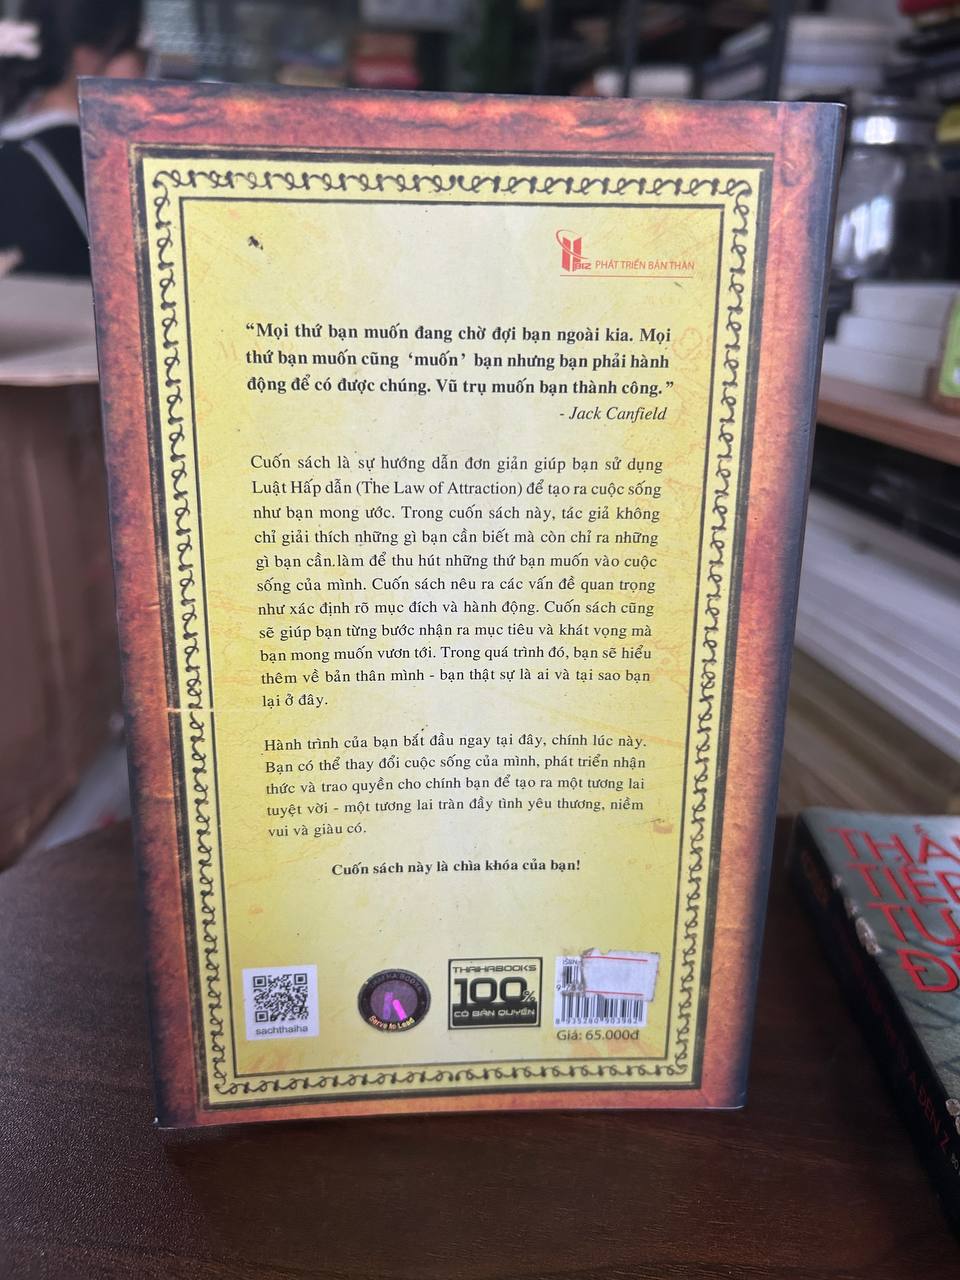 HBIZ PHÁT TRIỂN BẢN THÂN
“Mọi thứ bạn muốn đang chờ đợi bạn ngoài kia. Mọi
thứ bạn muốn cũng ‘muốn’ bạn nhưng bạn phải hành
động để có được chúng. Vũ trụ muốn bạn thành công.”
- Jack Canfield
Cuốn sách là sự hướng dẫn đơn giản giúp bạn sử dụng
Luật Hấp dẫn (The Law of Attraction) để tạo ra cuộc sống
như bạn mong ước. Trong cuốn sách này, tác giả không
chỉ giải thích những gì bạn cần biết mà còn chỉ ra những
gì bạn cần làm để thu hút những thứ bạn muốn vào cuộc
sống của mình. Cuốn sách nêu ra các vấn đề quan trọng
như xác định rõ mục đích và hành động. Cuốn sách cũng
sẽ giúp bạn từng bước nhận ra mục tiêu và khát vọng mà
bạn mong muốn vươn tới. Trong quá trình đó, bạn sẽ hiểu
thêm về bản thân mình - bạn thật sự là ai và tại sao bạn
lại ở đây.
Hành trình của bạn bắt đầu ngay tại đây, chính lúc này.
Bạn có thể thay đổi cuộc sống của mình, phát triển nhận
thức và trao quyền cho chính bạn để tạo ra một tương lai
tuyệt vời - một tương lai tràn đầy tình yêu thương, niềm
vui và giàu có.
Cuốn sách này là chìa khóa của bạn!
sachthaiha
THAIHA BOOKS
Serve to Lead
THAIHABOOKS
100%
CÓ BẢN QUYỀN
ISBN
8 935280 903962
Giá: 65.000đ